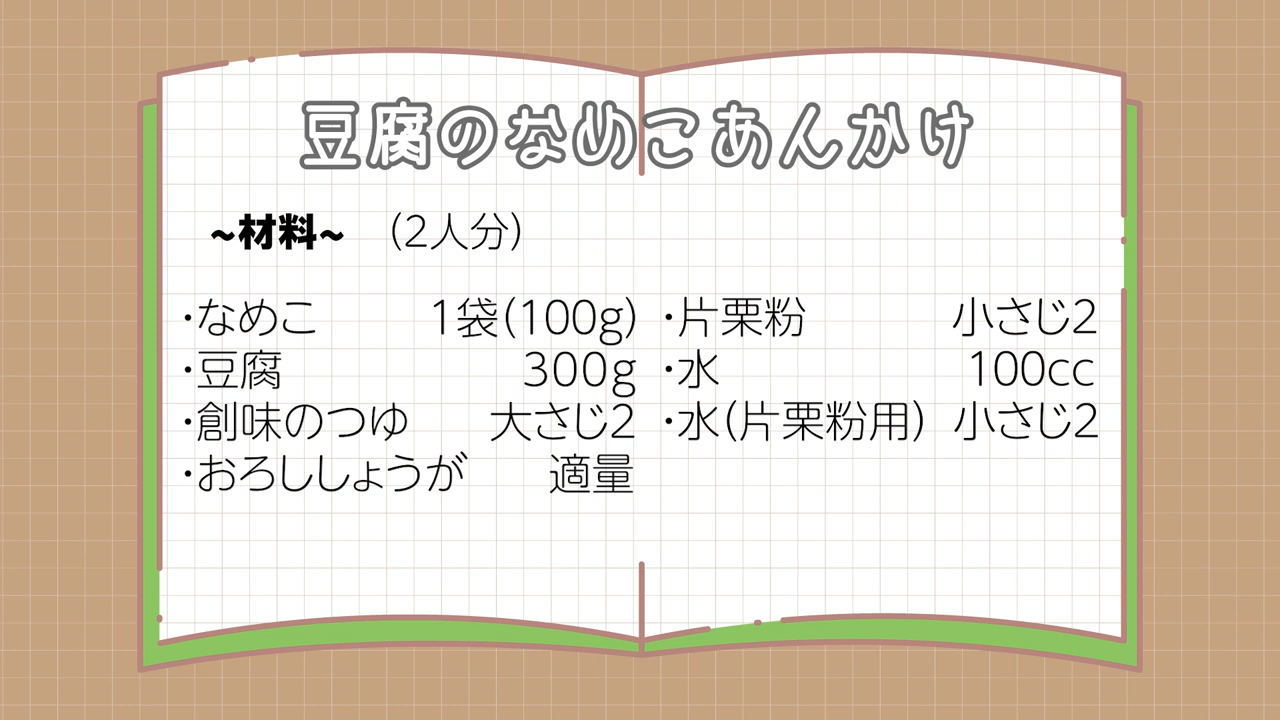 豆腐のなめこあんかけ
~材料~ (2人分)
・なめこ 1袋(100g)
・豆腐 300g
・創味のつゆ 大さじ2
・おろししょうが 適量
・片栗粉 小さじ2
・水 100cc
・水(片栗粉用) 小さじ2